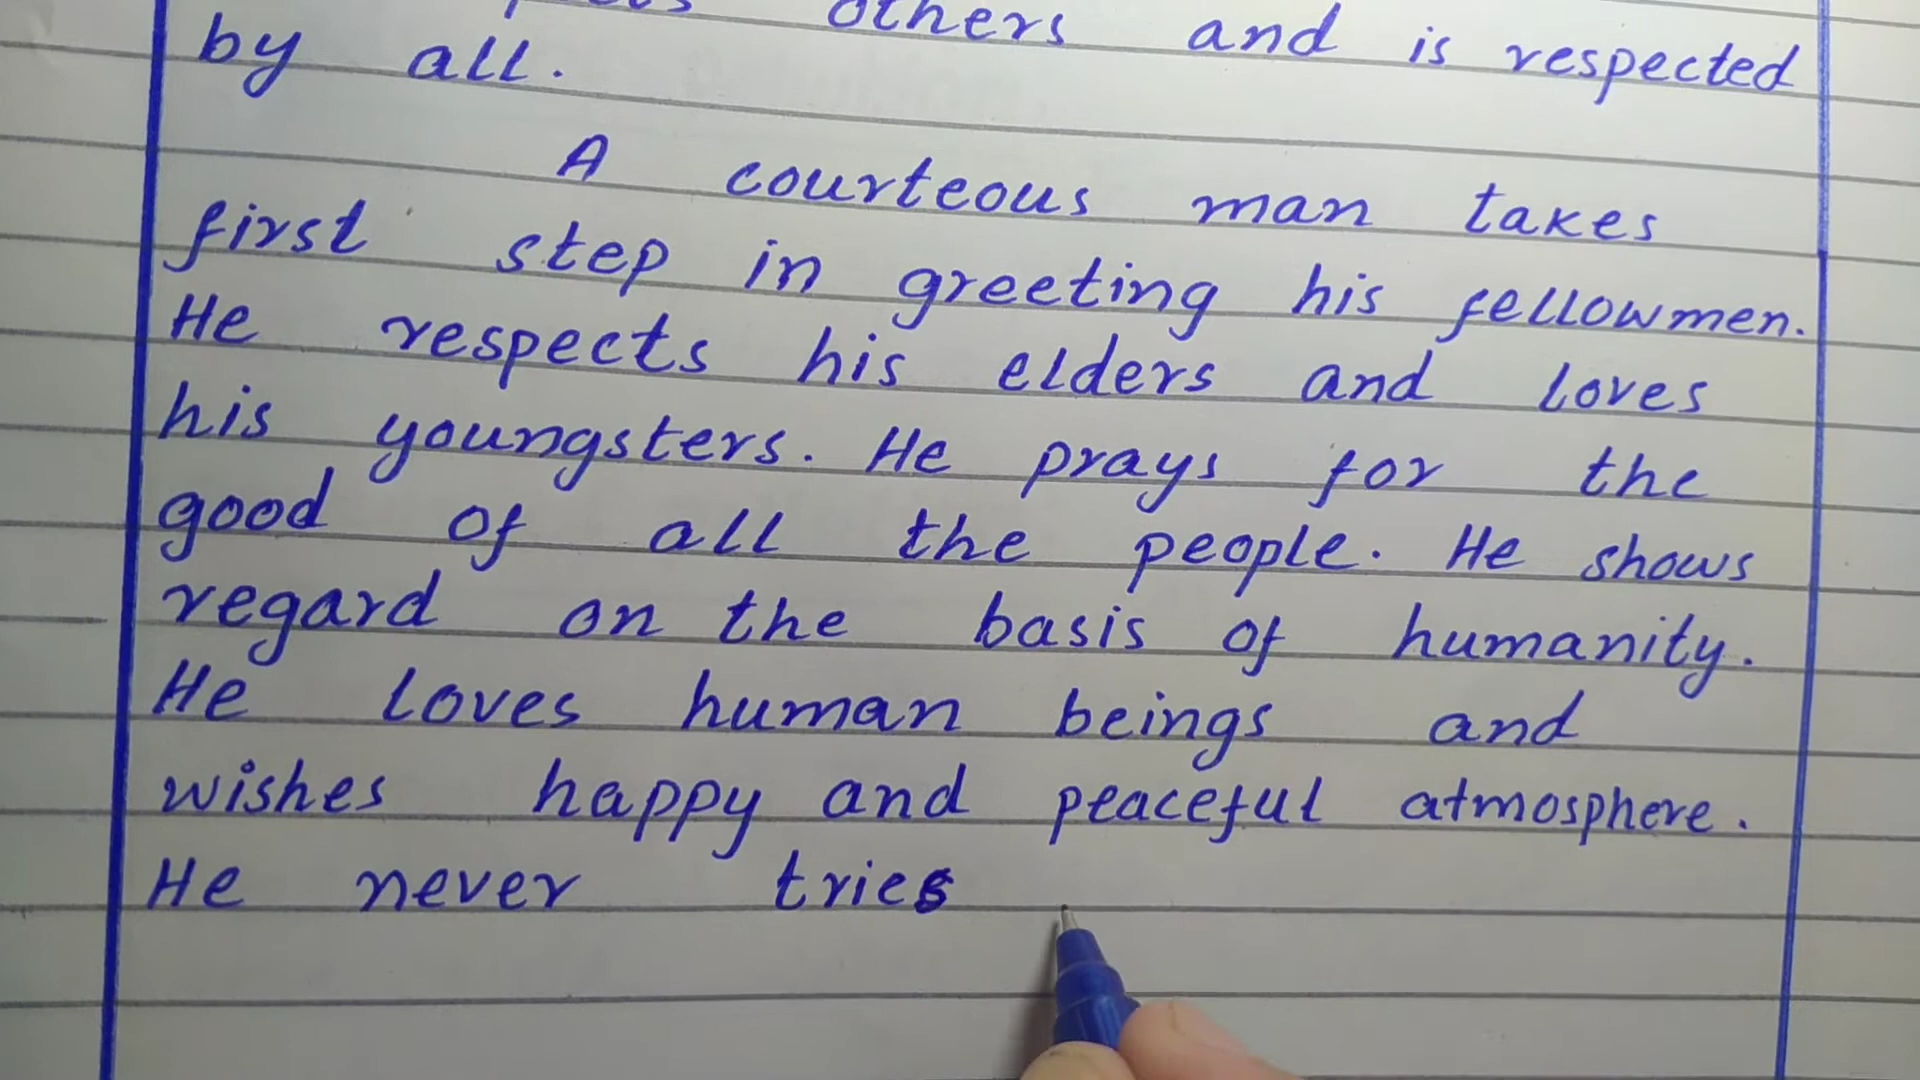 others and is respected
by all.
A courteous man takes
first step in greeting his fellowmen.
He respects his elders and loves
his youngsters. He prays for the
good of all the people. He shows
regard on the basis of humanity.
He loves human beings and
wishes happy and peaceful atmosphere.
He never tries